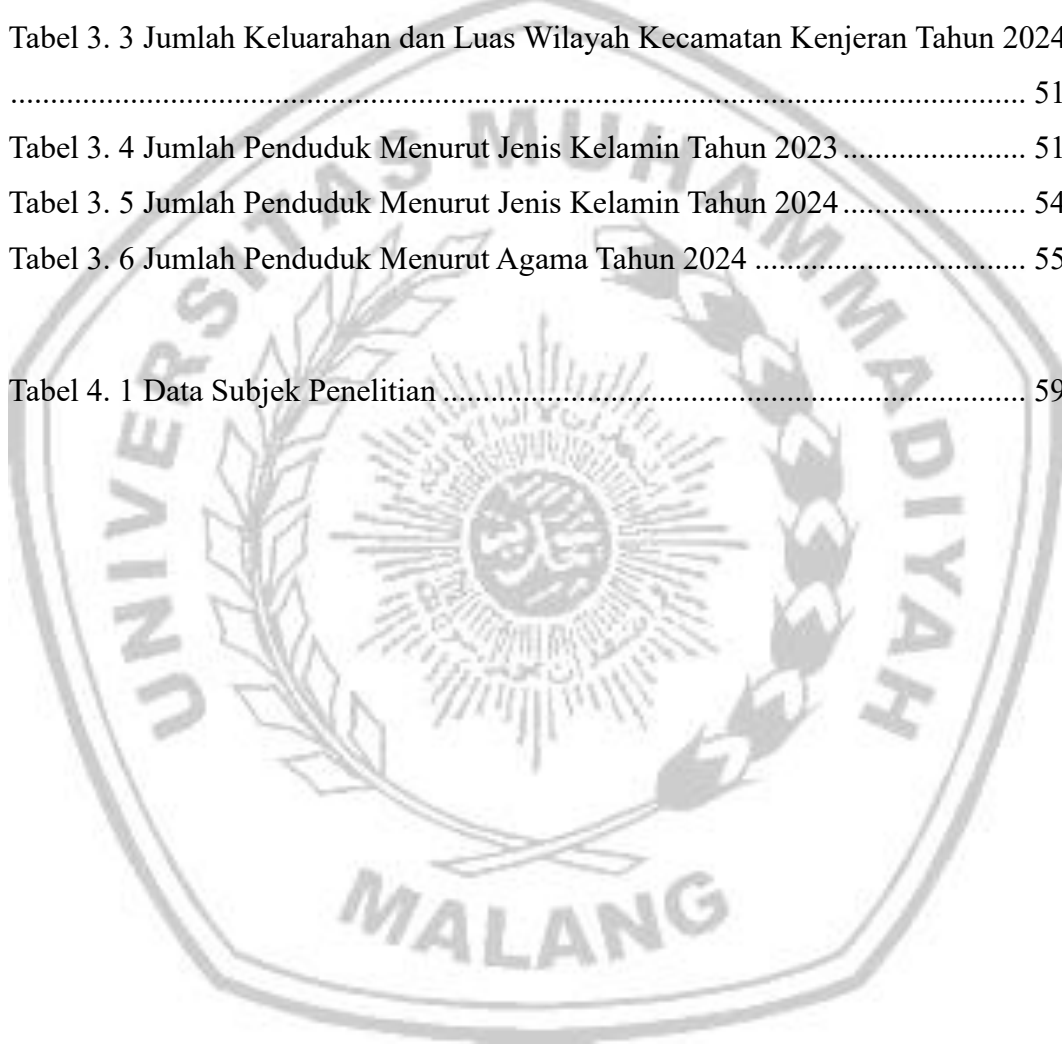 Tabel 3. 3 Jumlah Keluarahan dan Luas Wilayah Kecamatan Kenjeran Tahun 2024
............................................................................................................................... 51
Tabel 3. 4 Jumlah Penduduk Menurut Jenis Kelamin Tahun 2023....................... 51
Tabel 3. 5 Jumlah Penduduk Menurut Jenis Kelamin Tahun 2024....................... 54
Tabel 3. 6 Jumlah Penduduk Menurut Agama Tahun 2024 .................................. 55
Tabel 4. 1 Data Subjek Penelitian ......................................................................... 59
UNIVERSITAS MUHAMMADIYAH
MALANG